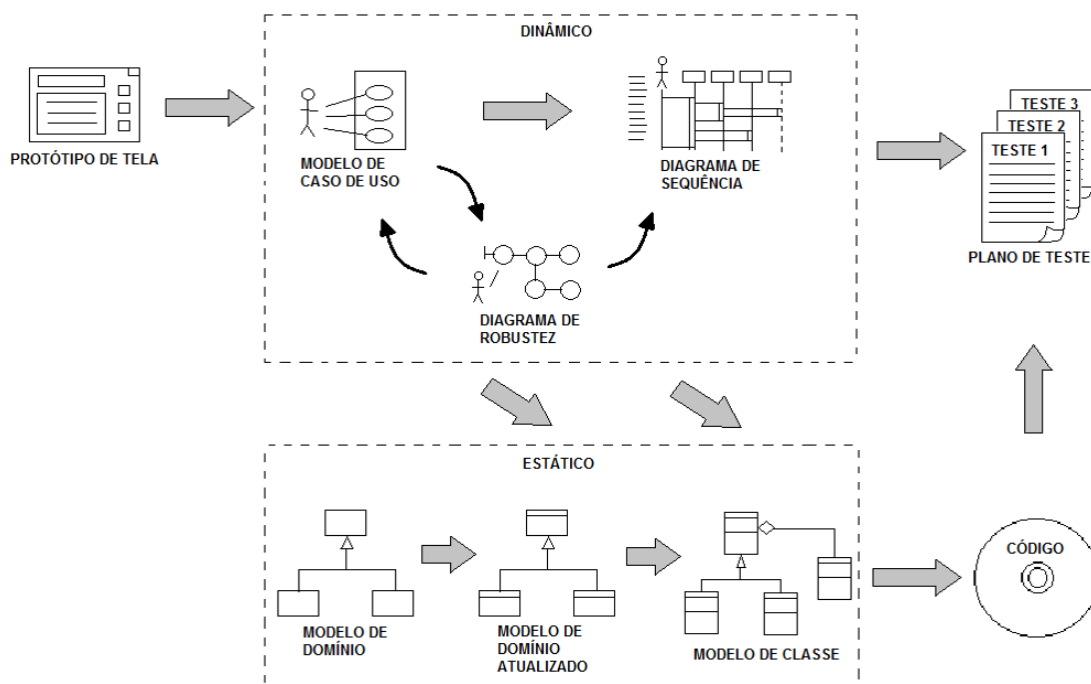 DINÂMICO
PROTÓTIPO DE TELA
MODELO DE
CASO DE USO
DIAGRAMA DE
SEQUÊNCIA
DIAGRAMA DE
ROBUSTEZ
TESTE 3
TESTE 2
TESTE 1
PLANO DE TESTE
ESTÁTICO
MODELO DE
DOMÍNIO
MODELO DE
DOMÍNIO
ATUALIZADO
MODELO DE CLASSE
CÓDIGO